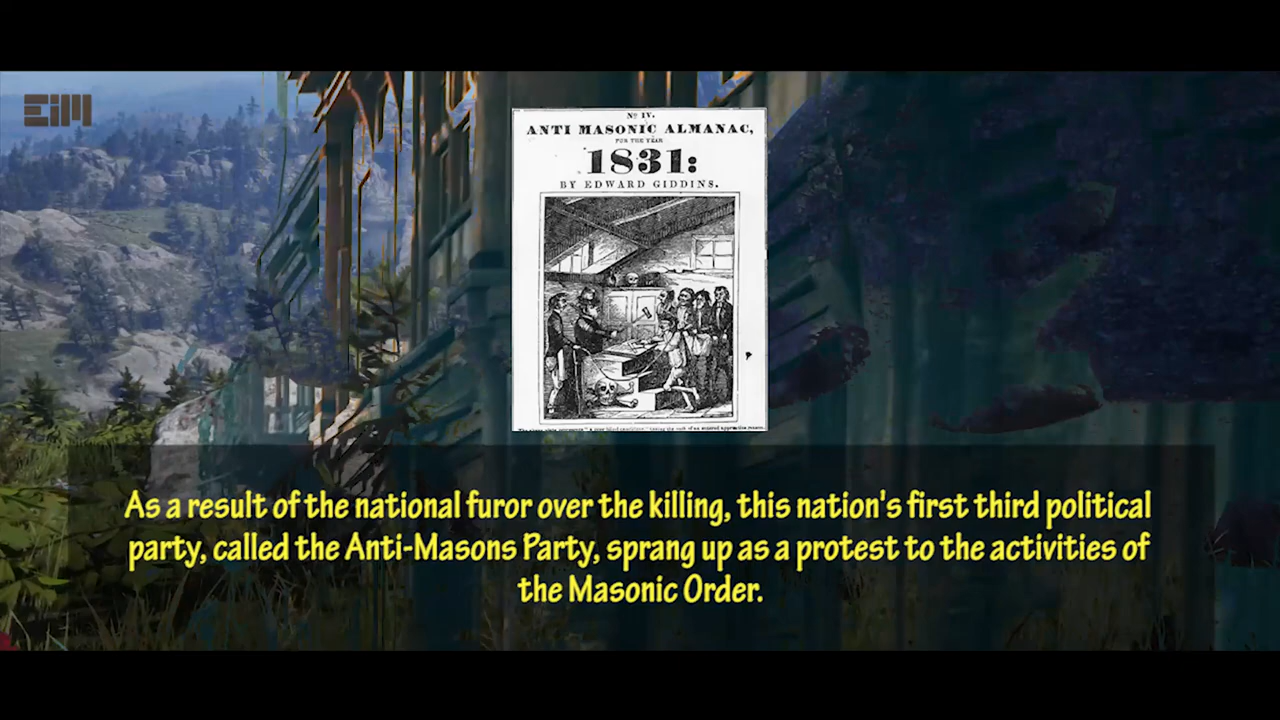 EiM
Nº IV.
ANTI MASONIC ALMANAC,
FOR THE YEAR
1831:
BY EDWARD GIDDINS.
As a result of the national furor over the killing, this nation's first third political
party, called the Anti-Masons Party, sprang up as a protest to the activities of
the Masonic Order.